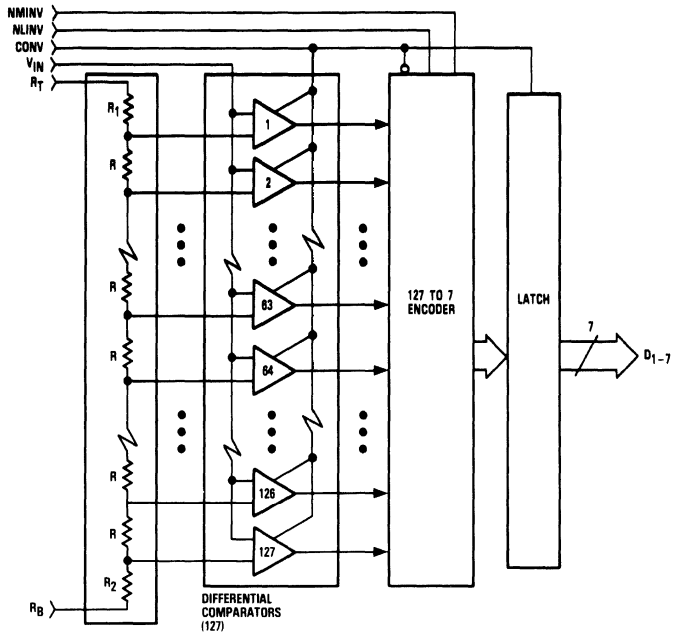 NMINV
NLINV
CONV
VIN
RT
R1
R
R
R
R
R
R2
RB
1
2
63
64
126
127
DIFFERENTIAL
COMPARATORS
(127)
127 TO 7
ENCODER
LATCH
7
D1-7